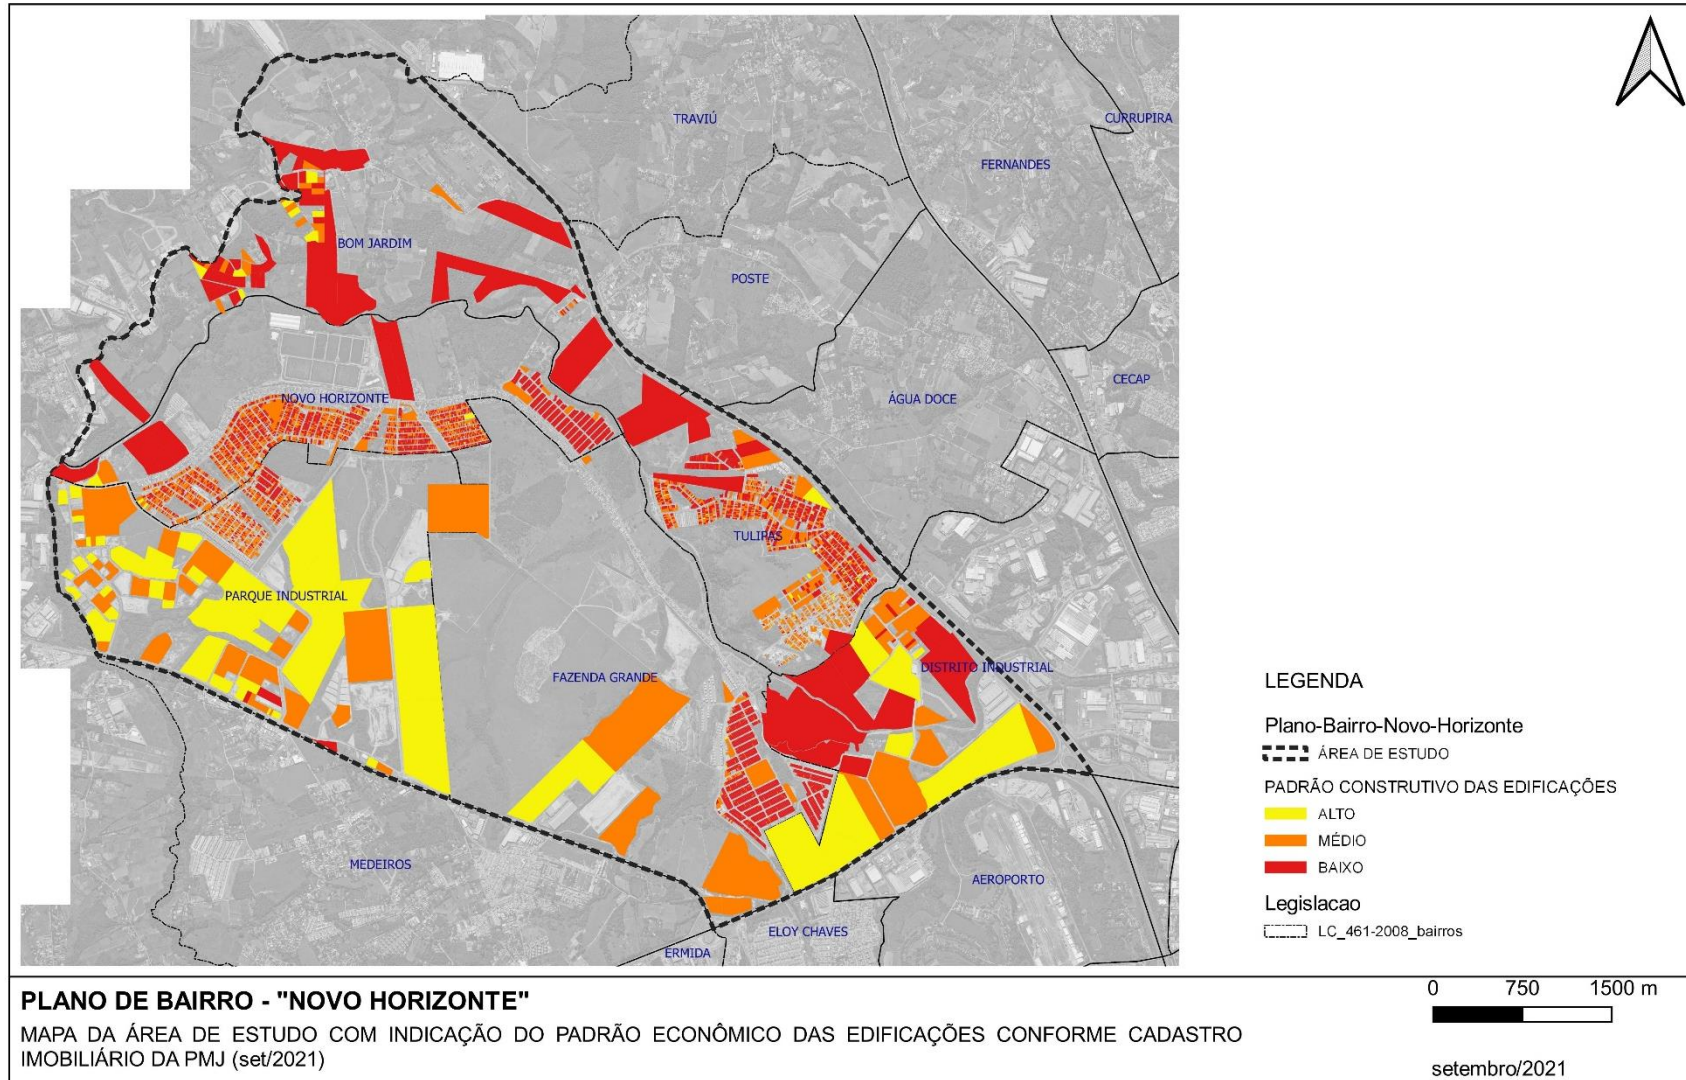 TRAVIÚ
CURRUPIRA
FERNANDES
BOM JARDIM
POSTE
CECAP
NOVO HORIZONTE
ÁGUA DOCE
TULIPAS
PARQUE INDUSTRIAL
FAZENDA GRANDE
DISTRITO INDUSTRIAL
MEDEIROS
AEROPORTO
ELOY CHAVES
ERMIDA
LEGENDA
Plano-Bairro-Novo-Horizonte
ÁREA DE ESTUDO
PADRÃO CONSTRUTIVO DAS EDIFICAÇÕES
ALTO
MÉDIO
BAIXO
Legislacao
LC_461-2008_bairros
PLANO DE BAIRRO - "NOVO HORIZONTE"
MAPA DA ÁREA DE ESTUDO COM INDICAÇÃO DO PADRÃO ECONÔMICO DAS EDIFICAÇÕES CONFORME CADASTRO
IMOBILIÁRIO DA PMJ (set/2021)
0 750 1500 m
setembro/2021